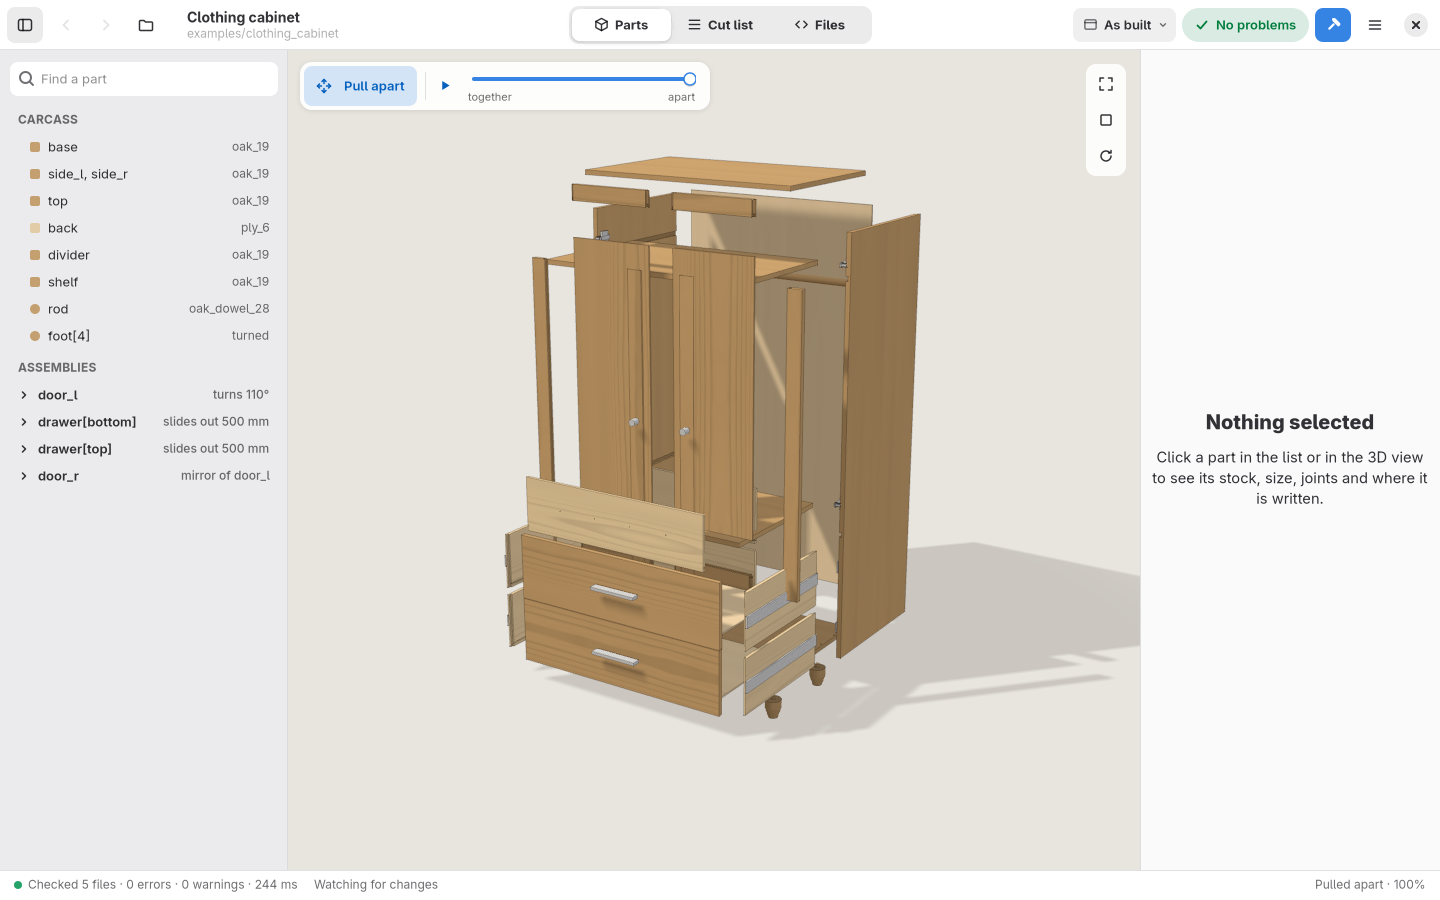 Clothing cabinet
examples/clothing_cabinet
Parts
Cut list
Files
As built
No problems
Find a part
Pull apart
together
apart
CARCASS
base oak_19
side_l, side_r oak_19
top oak_19
back ply_6
divider oak_19
shelf oak_19
rod oak_dowel_28
foot[4] turned
ASSEMBLIES
door_l turns 110°
drawer[bottom] slides out 500 mm
drawer[top] slides out 500 mm
door_r mirror of door_l
Nothing selected
Click a part in the list or in the 3D view
to see its stock, size, joints and where it
is written.
Checked 5 files · 0 errors · 0 warnings · 244 ms Watching for changes
Pulled apart · 100%